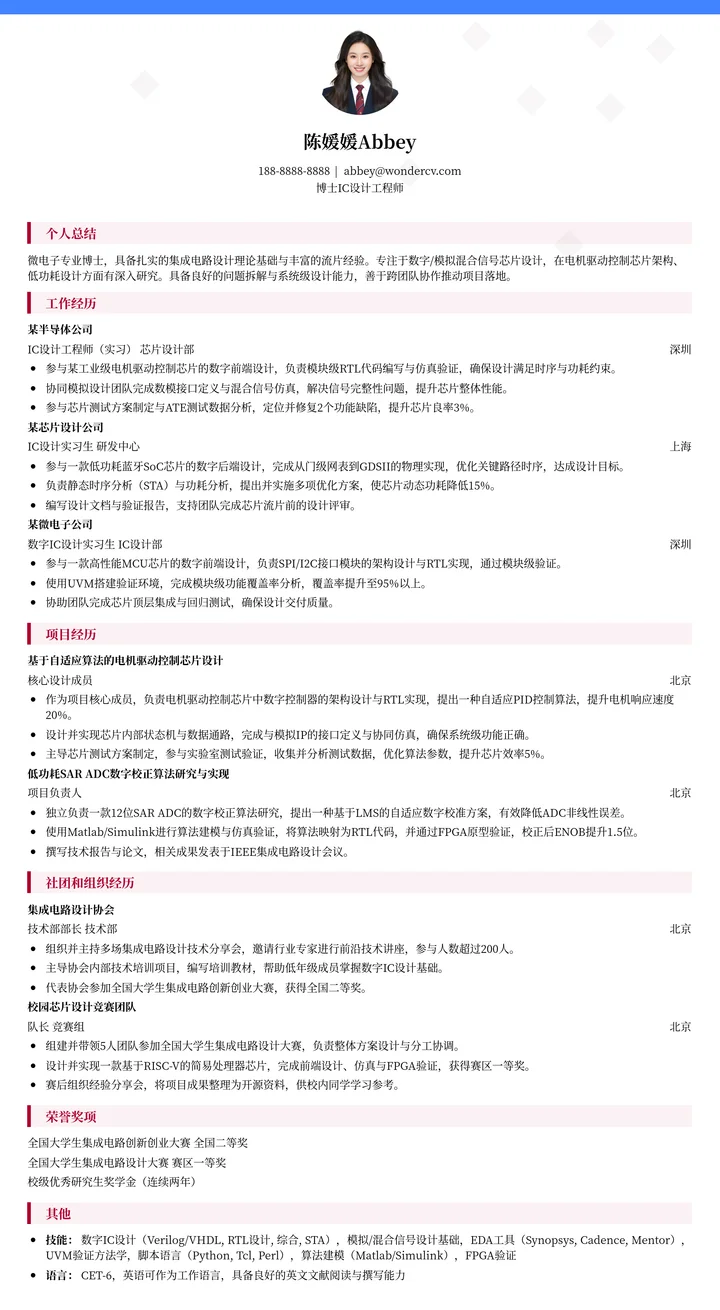 陈媛媛Abbey
188-8888-8888 | abbey@wondercv.com
博士IC设计工程师
个人总结
微电子专业博士，具备扎实的集成电路设计理论基础与丰富的流片经验。专注于数字/模拟混合信号芯片设计，在电机驱动控制芯片架构、
低功耗设计方面有深入研究。具备良好的问题拆解与系统级设计能力，善于跨团队协作推动项目落地。
工作经历
某半导体公司
IC设计工程师（实习） 芯片设计部 深圳
• 参与某工业级电机驱动控制芯片的数字前端设计，负责模块级RTL代码编写与仿真验证，确保设计满足时序与功耗约束。
• 协同模拟设计团队完成数模接口定义与混合信号仿真，解决信号完整性问题，提升芯片整体性能。
• 参与芯片测试方案制定与ATE测试数据分析，定位并修复2个功能缺陷，提升芯片良率3%。
某芯片设计公司
IC设计实习生 研发中心 上海
• 参与一款低功耗蓝牙SoC芯片的数字后端设计，完成从门级网表到GDSII的物理实现，优化关键路径时序，达成设计目标。
• 负责静态时序分析（STA）与功耗分析，提出并实施多项优化方案，使芯片动态功耗降低15%。
• 编写设计文档与验证报告，支持团队完成芯片流片前的设计评审。
某微电子公司
数字IC设计实习生 IC设计部 深圳
• 参与一款高性能MCU芯片的数字前端设计，负责SPI/I2C接口模块的架构设计与RTL实现，通过模块级验证。
• 使用UVM搭建验证环境，完成模块级功能覆盖率分析，覆盖率提升至95%以上。
• 协助团队完成芯片顶层集成与回归测试，确保设计交付质量。
项目经历
基于自适应算法的电机驱动控制芯片设计
核心设计成员 北京
• 作为项目核心成员，负责电机驱动控制芯片中数字控制器的架构设计与RTL实现，提出一种自适应PID控制算法，提升电机响应速度
20%。
• 设计并实现芯片内部状态机与数据通路，完成与模拟IP的接口定义与协同仿真，确保系统级功能正确。
• 主导芯片测试方案制定，参与实验室测试验证，收集并分析测试数据，优化算法参数，提升芯片效率5%。
低功耗SAR ADC数字校正算法研究与实现
项目负责人 北京
• 独立负责一款12位SAR ADC的数字校正算法研究，提出一种基于LMS的自适应数字校准方案，有效降低ADC非线性误差。
• 使用Matlab/Simulink进行算法建模与仿真验证，将算法映射为RTL代码，并通过FPGA原型验证，校正后ENOB提升1.5位。
• 撰写技术报告与论文，相关成果发表于IEEE集成电路设计会议。
社团和组织经历
集成电路设计协会
技术部部长 技术部 北京
• 组织并主持多场集成电路设计技术分享会，邀请行业专家进行前沿技术讲座，参与人数超过200人。
• 主导协会内部技术培训项目，编写培训教材，帮助低年级成员掌握数字IC设计基础。
• 代表协会参加全国大学生集成电路创新创业大赛，获得全国二等奖。
校园芯片设计竞赛团队
队长 竞赛组 北京
• 组建并带领5人团队参加全国大学生集成电路设计大赛，负责整体方案设计与分工协调。
• 设计并实现一款基于RISC-V的简易处理器芯片，完成前端设计、仿真与FPGA验证，获得赛区一等奖。
• 赛后组织经验分享会，将项目成果整理为开源资料，供校内同学学习参考。
荣誉奖项
全国大学生集成电路创新创业大赛 全国二等奖
全国大学生集成电路设计大赛 赛区一等奖
校级优秀研究生奖学金（连续两年）
其他
• 技能： 数字IC设计（Verilog/VHDL, RTL设计, 综合, STA），模拟/混合信号设计基础，EDA工具（Synopsys, Cadence, Mentor），
UVM验证方法学，脚本语言（Python, Tcl, Perl），算法建模（Matlab/Simulink），FPGA验证
• 语言： CET-6，英语可作为工作语言，具备良好的英文文献阅读与撰写能力